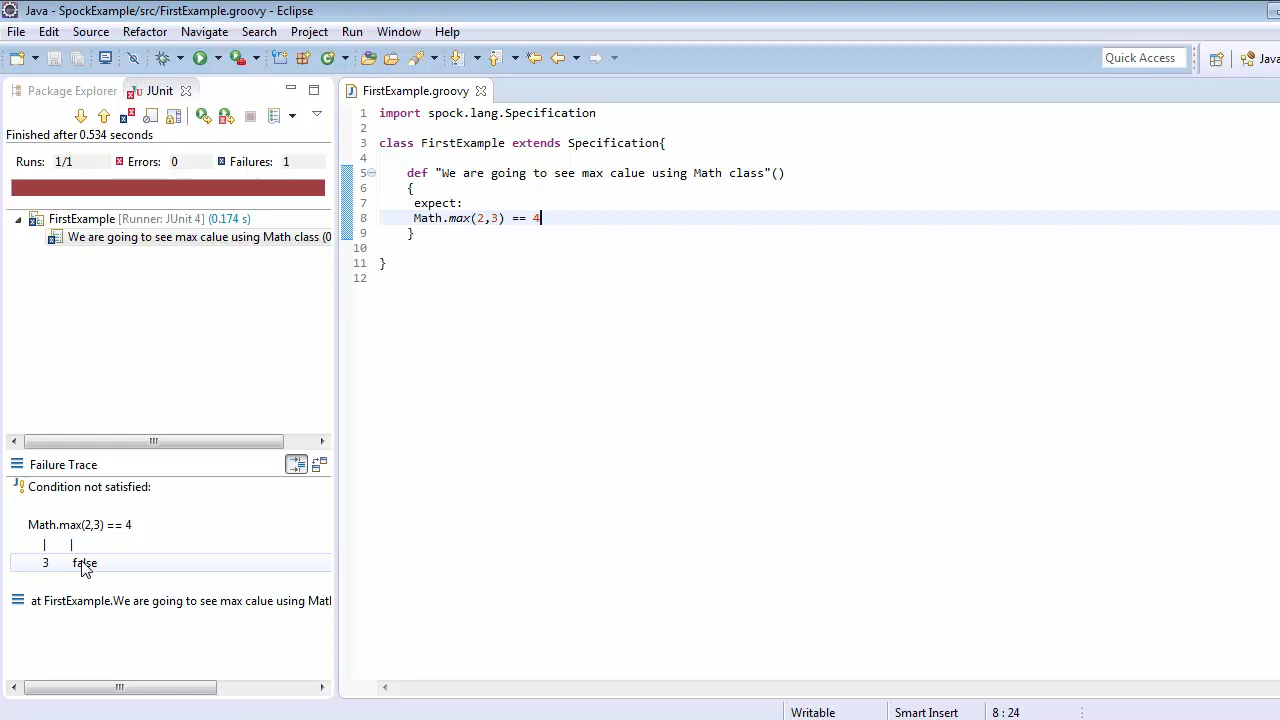 Java - SpockExample/src/FirstExample.groovy - Eclipse
File Edit Source Refactor Navigate Search Project Run Window Help
Quick Access
Java
Package Explorer
JUnit
Finished after 0.534 seconds
Runs: 1/1 Errors: 0 Failures: 1
FirstExample [Runner: JUnit 4] (0.174 s)
We are going to see max calue using Math class (0
Failure Trace
Condition not satisfied:
Math.max(2,3) == 4
| |
3 false
at FirstExample.We are going to see max calue using Mat
FirstExample.groovy
1 import spock.lang.Specification
2
3 class FirstExample extends Specification{
4
5 def "We are going to see max calue using Math class"()
6 {
7 expect:
8 Math.max(2,3) == 4
9 }
10
11 }
12
Writable Smart Insert 8 : 24